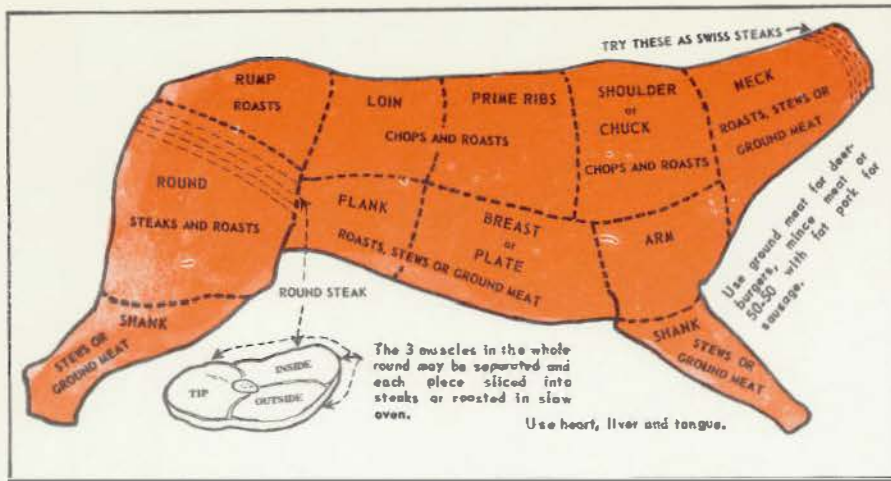 TRY THESE AS SWISS STEAKS
RUMP
ROASTS
LOIN
PRIME RIBS
CHOPS AND ROASTS
SHOULDER
or
CHUCK
CHOPS AND ROASTS
NECK
ROASTS, STEWS OR
GROUND MEAT
ROUND
STEAKS AND ROASTS
FLANK
BREAST
or
PLATE
ROASTS, STEWS OR GROUND MEAT
ARM
Use ground meat for deer-
burgers, mince meat or
50-50 with fat pork for
sausage.
ROUND STEAK
SHANK
STEWS OR
GROUND MEAT
SHANK
STEWS OR
GROUND MEAT
TIP
INSIDE
OUTSIDE
The 3 muscles in the whole
round may be separated and
each piece sliced into
steaks or roasted in slow
oven.
Use heart, liver and tongue.